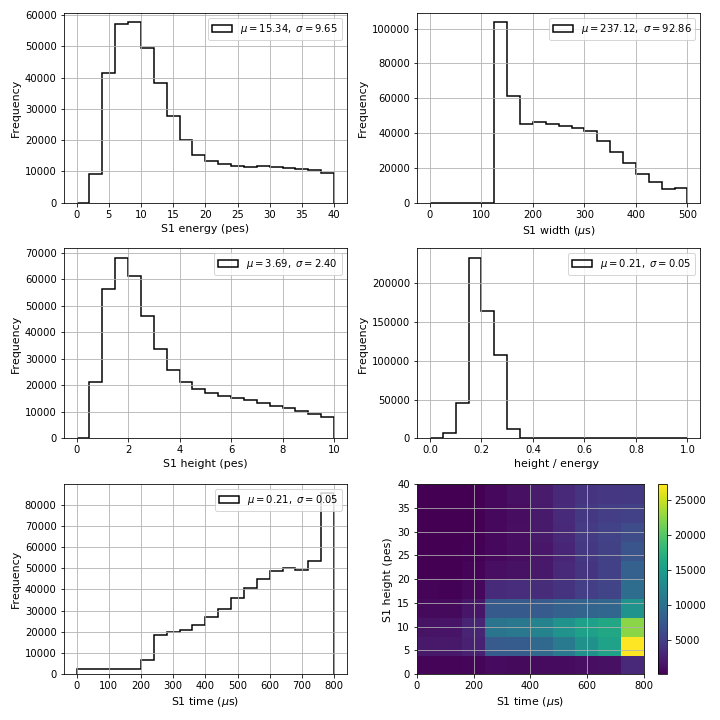 60000
50000
40000
30000
20000
10000
0
Frequency
μ = 15.34, σ = 9.65
0 5 10 15 20 25 30 35 40
S1 energy (pes)
100000
80000
60000
40000
20000
0
Frequency
μ = 237.12, σ = 92.86
0 100 200 300 400 500
S1 width (μs)
70000
60000
50000
40000
30000
20000
10000
0
Frequency
μ = 3.69, σ = 2.40
0 2 4 6 8 10
S1 height (pes)
200000
150000
100000
50000
0
Frequency
μ = 0.21, σ = 0.05
0.0 0.2 0.4 0.6 0.8 1.0
height / energy
80000
70000
60000
50000
40000
30000
20000
10000
0
Frequency
μ = 0.21, σ = 0.05
0 100 200 300 400 500 600 700 800
S1 time (μs)
40
35
30
25
20
15
10
5
0
S1 height (pes)
0 200 400 600 800
S1 time (μs)
25000
20000
15000
10000
5000